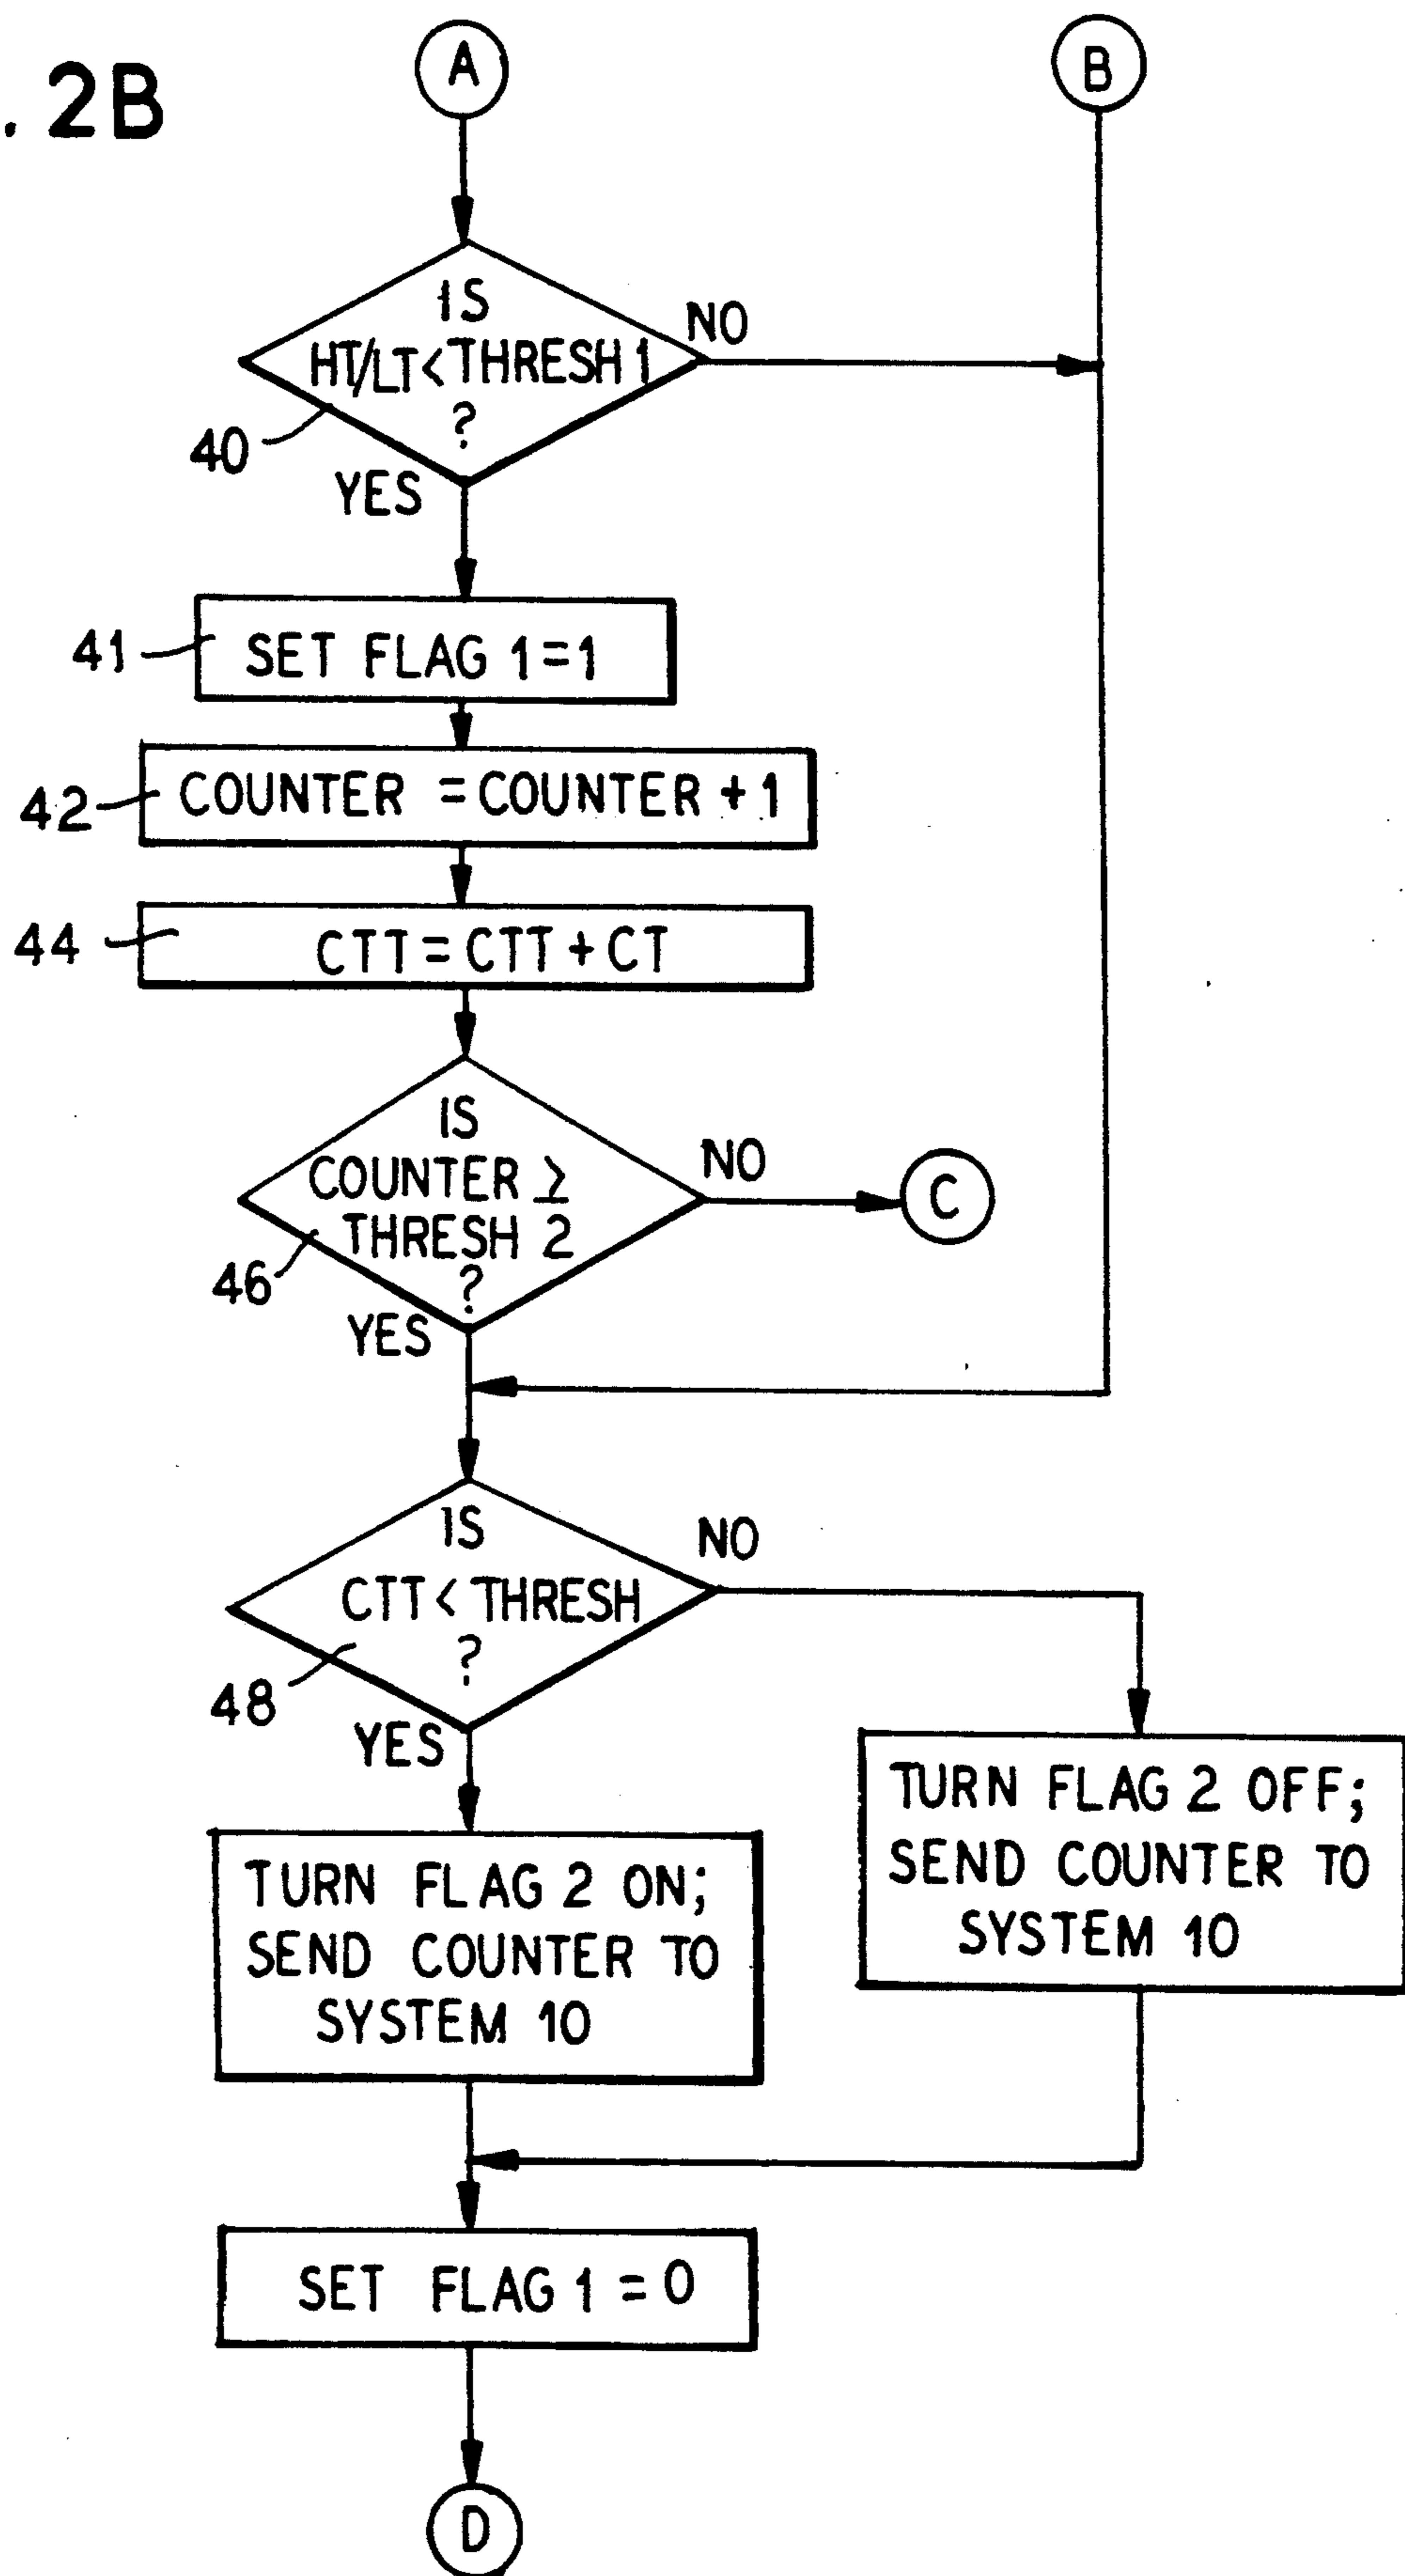 . 2B
A
B
IS
HT/LT < THRESH 1
?
NO
40
YES
41
SET FLAG 1=1
42
COUNTER = COUNTER + 1
44
CTT = CTT + CT
IS
COUNTER ≥
THRESH 2
?
NO
C
46
YES
IS
CTT < THRESH
?
NO
48
YES
TURN FLAG 2 OFF;
SEND COUNTER TO
SYSTEM 10
TURN FLAG 2 ON;
SEND COUNTER TO
SYSTEM 10
SET FLAG 1 = 0
D